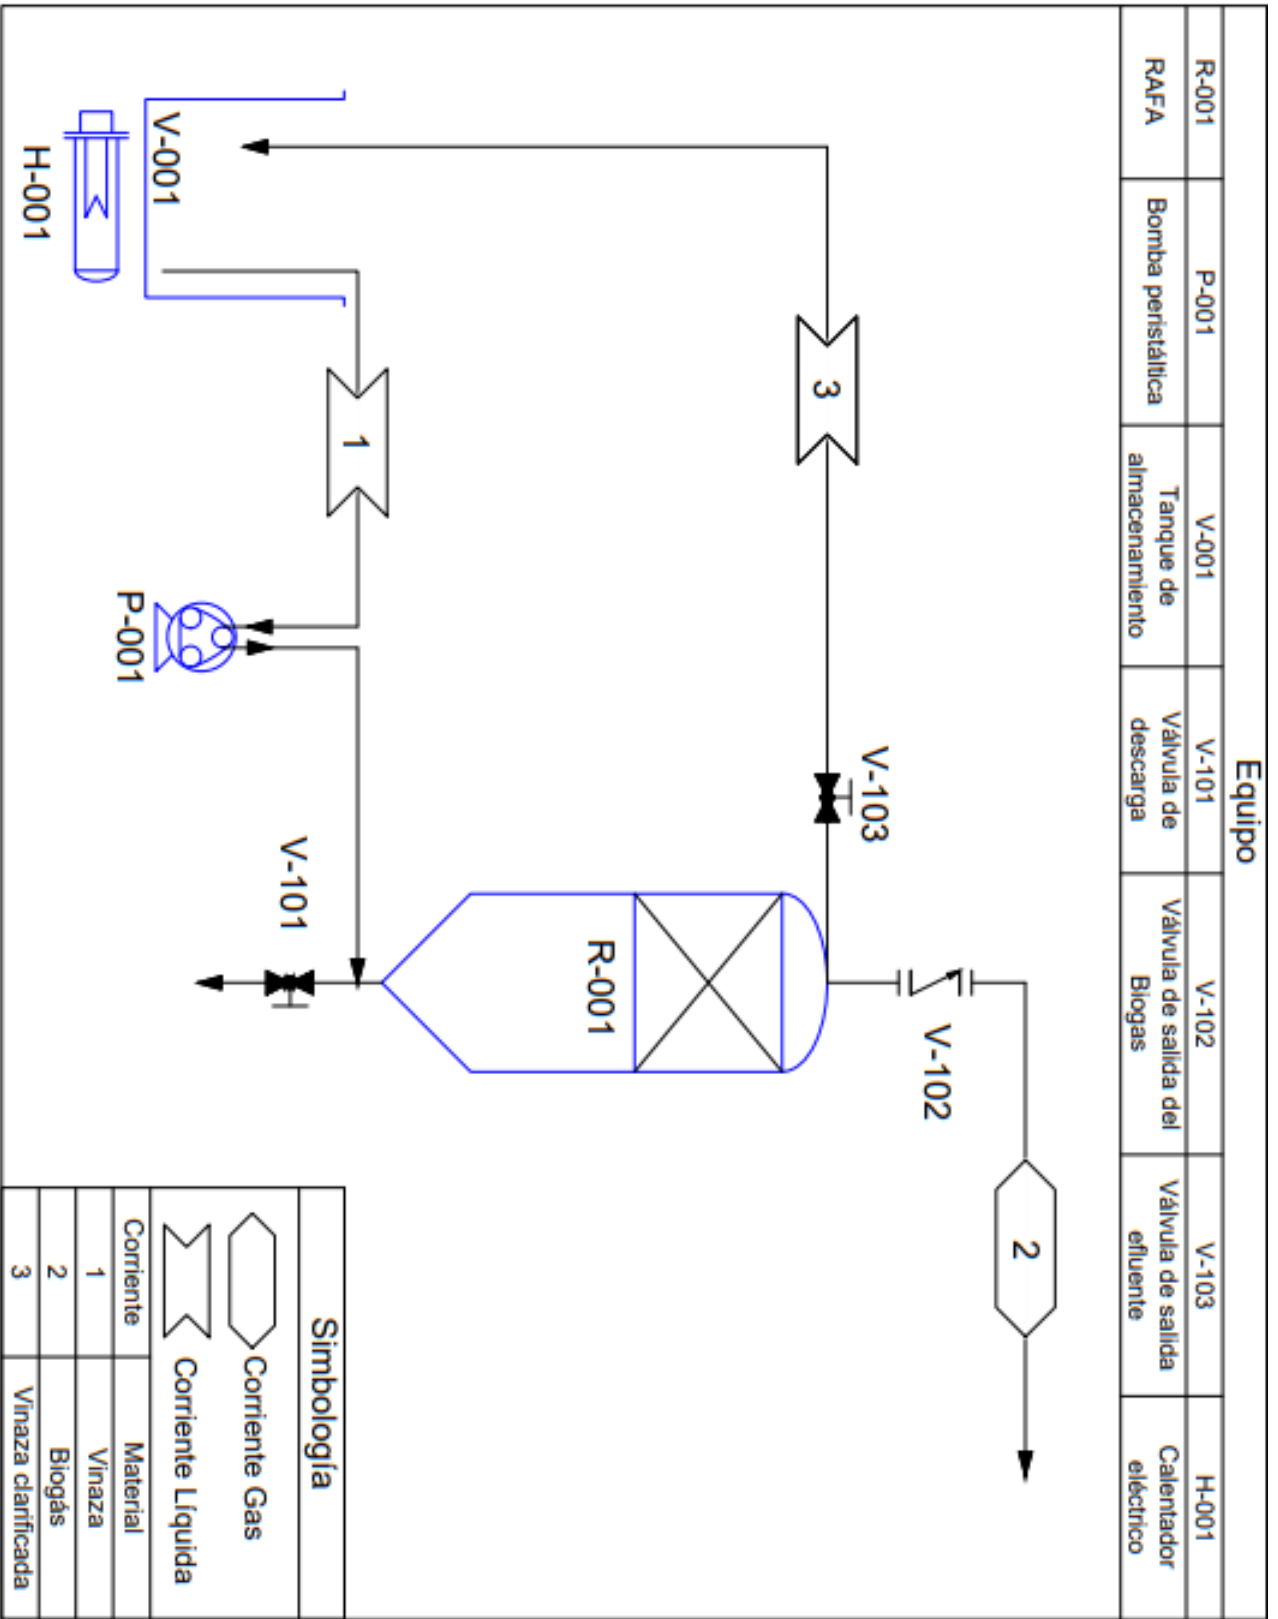 Equipo
R-001
P-001
V-001
V-101
V-102
V-103
H-001
RAFA
Bomba peristáltica
Tanque de
almacenamiento
Válvula de
descarga
Válvula de salida del
Biogas
Válvula de salida
efluente
Calentador
eléctrico
2
V-102
V-103
3
R-001
1
V-101
V-001
P-001
H-001
Simbología
Corriente Gas
Corriente Líquida
Corriente
Material
1
Vinaza
2
Biogás
3
Vinaza clarificada